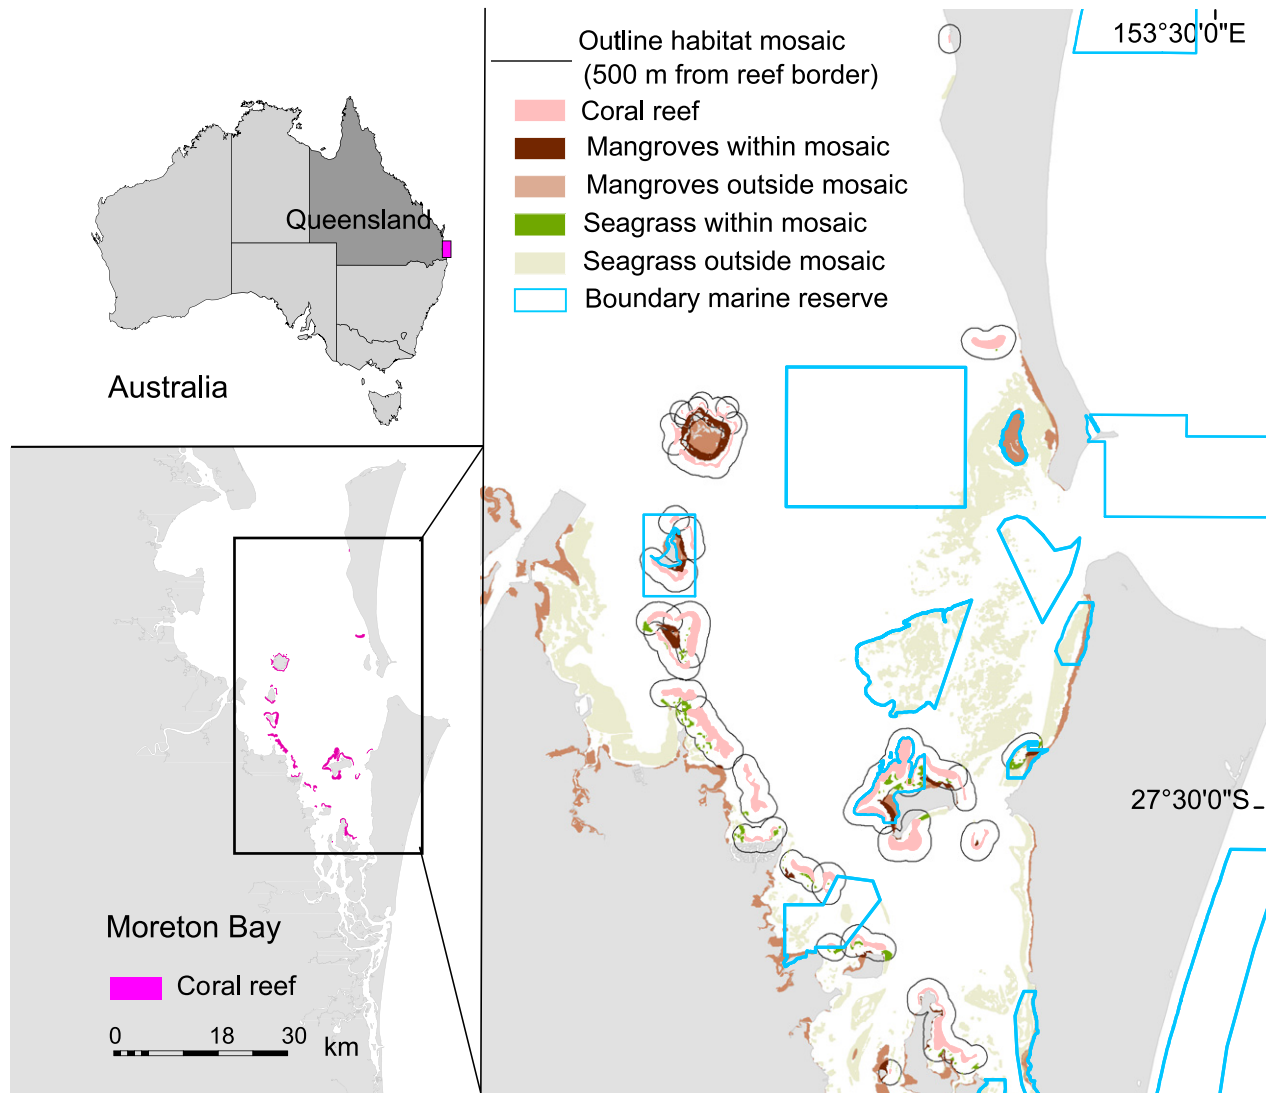 Outline habitat mosaic
(500 m from reef border)
Coral reef
Mangroves within mosaic
Mangroves outside mosaic
Seagrass within mosaic
Seagrass outside mosaic
Boundary marine reserve
153°30'0"E
27°30'0"S
Queensland
Australia
Moreton Bay
Coral reef
0 18 30 km